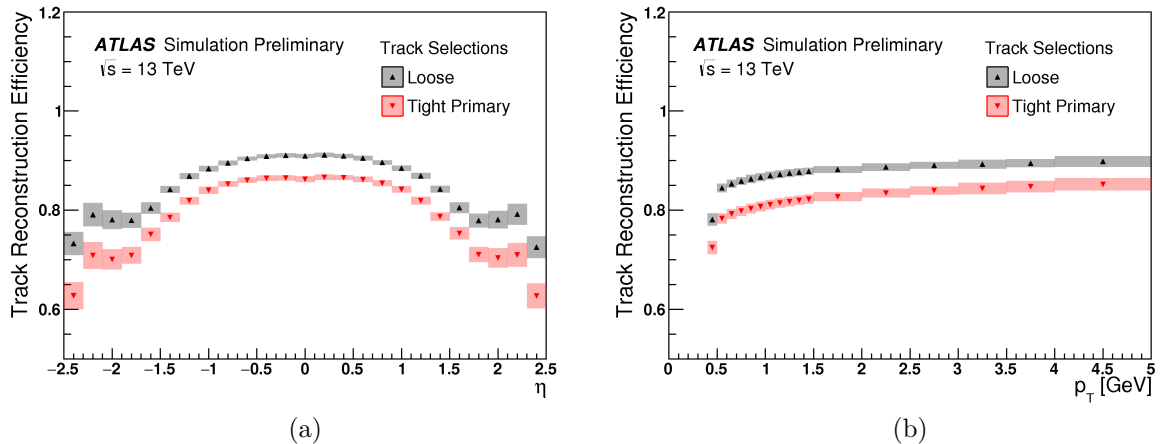 Track Reconstruction Efficiency
1.2
1
0.8
0.6
ATLAS Simulation Preliminary
√s = 13 TeV
Track Selections
Loose
Tight Primary
−2.5 −2 −1.5 −1 −0.5 0 0.5 1 1.5 2 2.5
η
(a)
Track Reconstruction Efficiency
1.2
1
0.8
0.6
ATLAS Simulation Preliminary
√s = 13 TeV
Track Selections
Loose
Tight Primary
0 0.5 1 1.5 2 2.5 3 3.5 4 4.5 5
p_T [GeV]
(b)